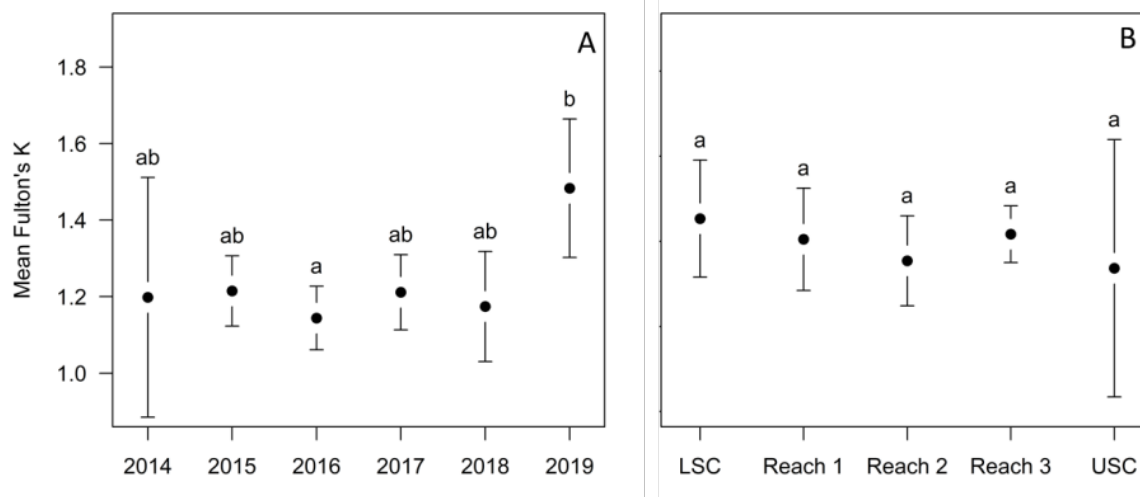 A
Mean Fulton's K
1.8
1.6
1.4
1.2
1.0
ab
ab
a
ab
ab
b
2014 2015 2016 2017 2018 2019
B
a
a
a
a
a
LSC Reach 1 Reach 2 Reach 3 USC